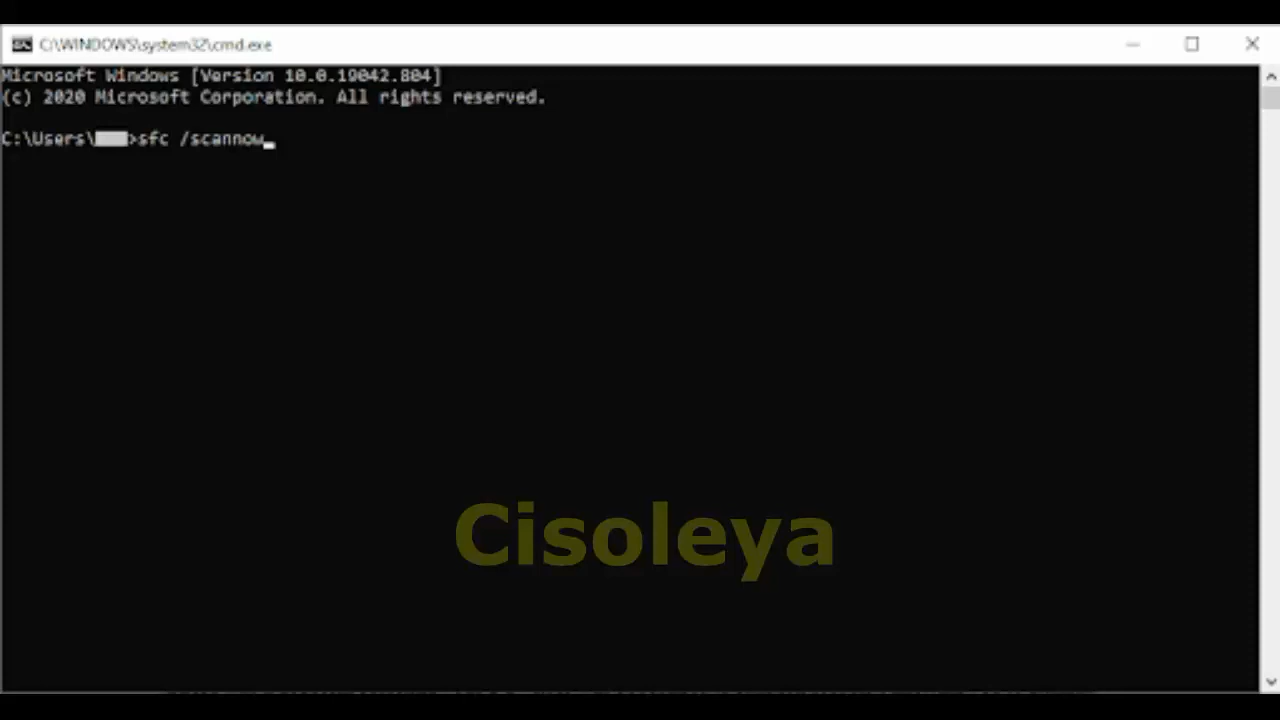 C:\WINDOWS\system32\cmd.exe
Microsoft Windows [Version 10.0.19042.804]
(c) 2020 Microsoft Corporation. All rights reserved.
C:\Users\ >sfc /scannow
Cisoleya